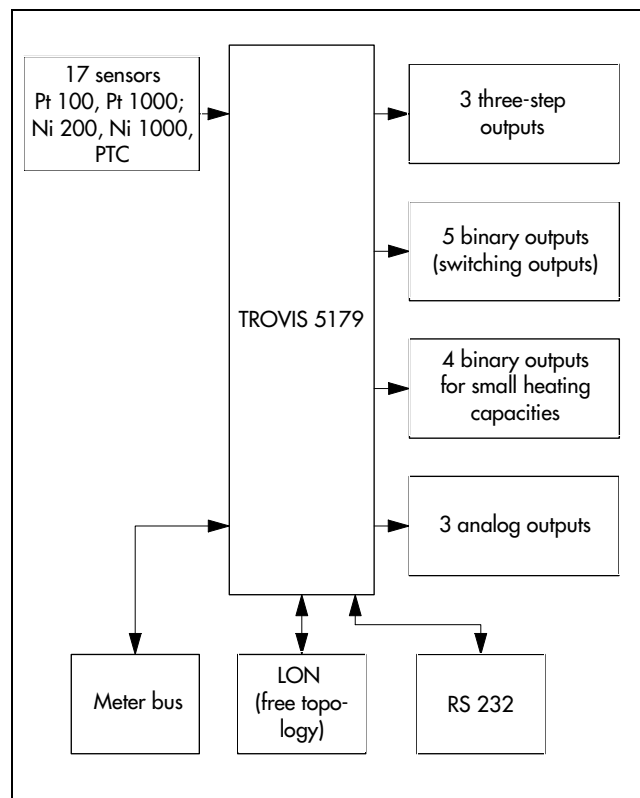 17 sensors
Pt 100, Pt 1000;
Ni 200, Ni 1000,
PTC
TROVIS 5179
3 three-step
outputs
5 binary outputs
(switching outputs)
4 binary outputs
for small heating
capacities
3 analog outputs
Meter bus
LON
(free topo-
logy)
RS 232